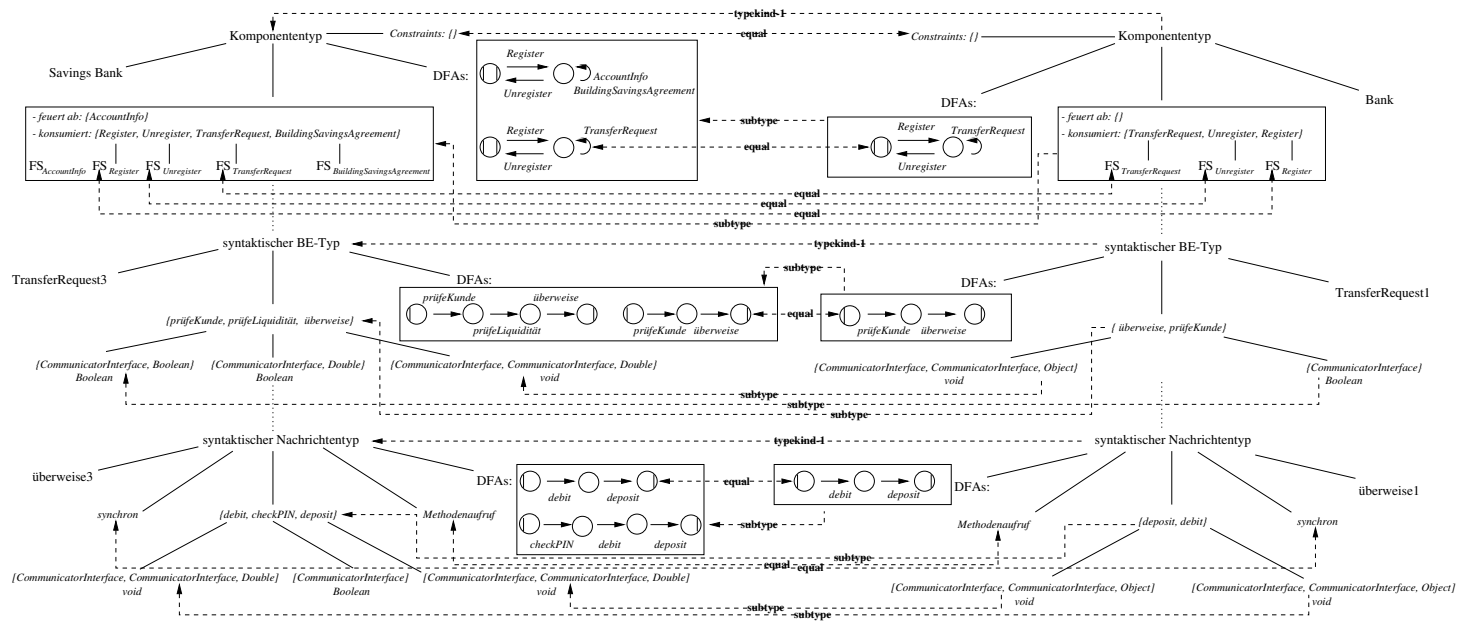 typekind-1
Komponententyp
Constraints: {}
equal
Constraints: {}
Komponententyp
Savings Bank
DFAs:
Register
AccountInfo
BuildingSavingsAgreement
Unregister
Register
TransferRequest
Unregister
subtype
equal
DFAs:
Register
TransferRequest
Unregister
Bank
- feuert ab: {AccountInfo}
- konsumiert: {Register, Unregister, TransferRequest, BuildingSavingsAgreement}
FS AccountInfo FS Register FS Unregister FS TransferRequest FS BuildingSavingsAgreement
- feuert ab: {}
- konsumiert: {TransferRequest, Unregister, Register}
FS TransferRequest FS Unregister FS Register
equal
equal
equal
subtype
syntaktischer BE-Typ
typekind-1
syntaktischer BE-Typ
TransferRequest3
DFAs:
subtype
DFAs:
TransferRequest1
prüfeKunde
überweise
prüfeLiquidität
prüfeKunde überweise
equal
prüfeKunde überweise
{prüfeKunde, prüfeLiquidität, überweise}
{ überweise, prüfeKunde}
{CommunicatorInterface, Boolean}
Boolean
{CommunicatorInterface, Double}
Boolean
{CommunicatorInterface, CommunicatorInterface, Double}
void
{CommunicatorInterface, CommunicatorInterface, Object}
void
{CommunicatorInterface}
Boolean
subtype
subtype
subtype
syntaktischer Nachrichtentyp
typekind-1
syntaktischer Nachrichtentyp
überweise3
DFAs:
debit
deposit
equal
debit
deposit
DFAs:
überweise1
synchron
{debit, checkPIN, deposit}
Methodenaufruf
checkPIN
debit
deposit
subtype
Methodenaufruf
{deposit, debit}
synchron
subtype
equal
equal
{CommunicatorInterface, CommunicatorInterface, Double}
void
{CommunicatorInterface}
Boolean
{CommunicatorInterface, CommunicatorInterface, Double}
void
{CommunicatorInterface, CommunicatorInterface, Object}
void
{CommunicatorInterface, CommunicatorInterface, Object}
void
subtype
subtype